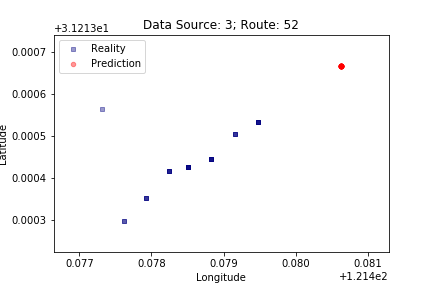 Data Source: 3; Route: 52
+3.1213e1
Reality
Prediction
0.0007
0.0006
0.0005
0.0004
0.0003
Latitude
0.077 0.078 0.079 0.080 0.081
+1.214e2
Longitude